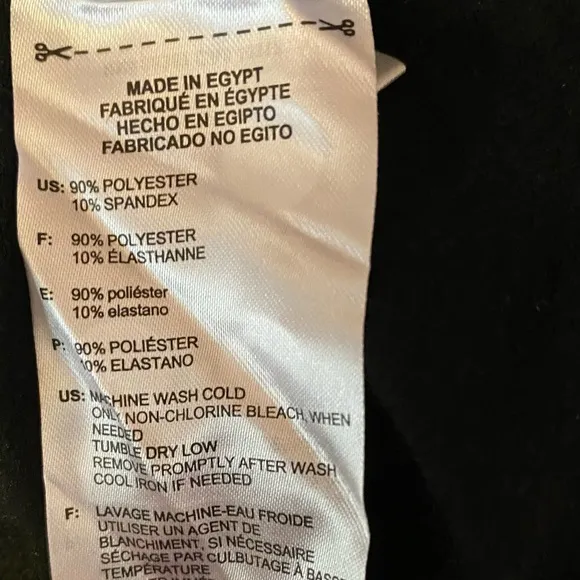 MADE IN EGYPT
FABRIQUÉ EN ÉGYPTE
HECHO EN EGIPTO
FABRICADO NO EGITO
US: 90% POLYESTER
10% SPANDEX
F: 90% POLYESTER
10% ÉLASTHANNE
E: 90% poliéster
10% elastano
P: 90% POLIÉSTER
10% ELASTANO
US: MACHINE WASH COLD
ONLY NON-CHLORINE BLEACH, WHEN
NEEDED
TUMBLE DRY LOW
REMOVE PROMPTLY AFTER WASH
COOL IRON IF NEEDED
F: LAVAGE MACHINE-EAU FROIDE
UTILISER UN AGENT DE
BLANCHIMENT, SI NÉCESSAIRE
SÉCHAGE PAR CULBUTAGE À BASSE
TEMPÉRATURE